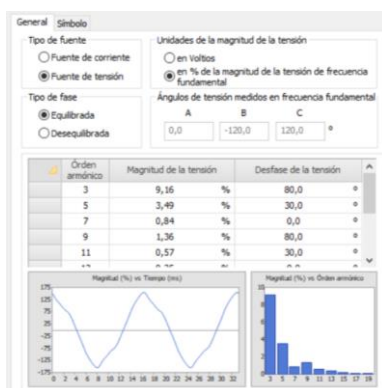 General Símbolo
Tipo de fuente
Fuente de corriente
Fuente de tensión
Unidades de la magnitud de la tensión
en Voltios
en % de la magnitud de la tensión de frecuencia
fundamental
Tipo de fase
Equilibrada
Desequilibrada
Ángulos de tensión medidos en frecuencia fundamental
A B C
0,0 -120,0 120,0 °
Órden armónico Magnitud de la tensión Desfase de la tensión
3 9,16 % 80,0 °
5 3,49 % 30,0 °
7 0,84 % 0,0 °
9 1,36 % 80,0 °
11 0,57 % 30,0 °
Magnitud (%) vs Tiempo (ms)
175
125
75
25
-25
-75
-125
-175
0 2 4 6 8 10 12 14 16 18 20 22 24 26 28 30 32
Magnitud (%) vs Órden armónico
10
8
6
4
2
0
3 5 7 9 11 13 15 17 19